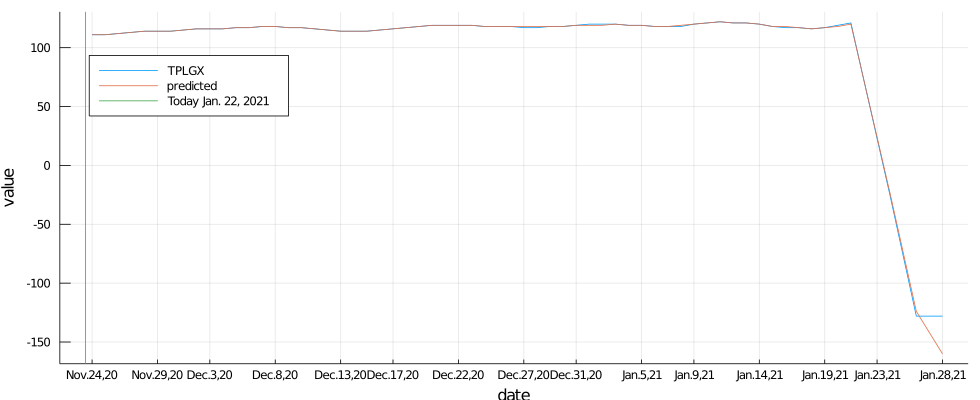 100
50
0
-50
-100
-150
value
TPLGX
predicted
Today Jan. 22, 2021
Nov.24,20 Nov.29,20 Dec.3,20 Dec.8,20 Dec.13,20 Dec.17,20 Dec.22,20 Dec.27,20 Dec.31,20 Jan.5,21 Jan.9,21 Jan.14,21 Jan.19,21 Jan.23,21 Jan.28,21
date